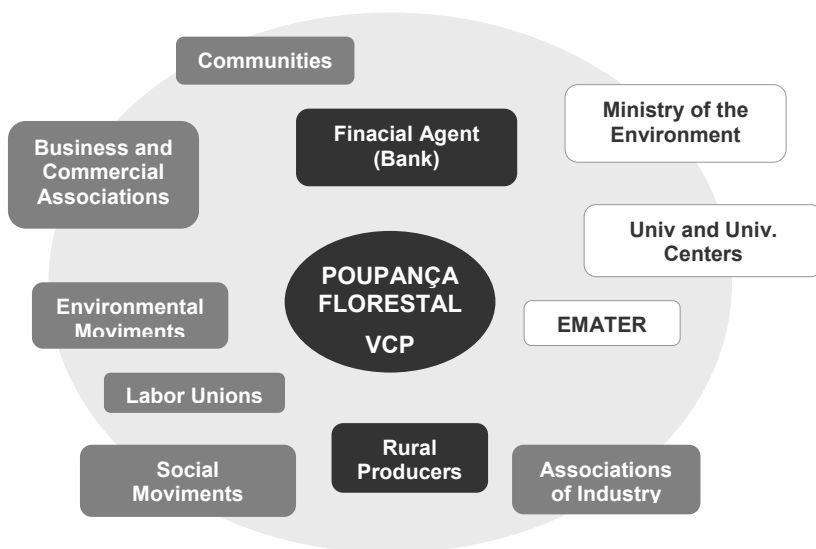 Communities
Finacial Agent
(Bank)
Ministry of the
Environment
Business and
Commercial
Associations
Univ and Univ.
Centers
POUPANÇA
FLORESTAL
VCP
Environmental
Moviments
EMATER
Labor Unions
Rural
Producers
Social
Moviments
Associations
of Industry